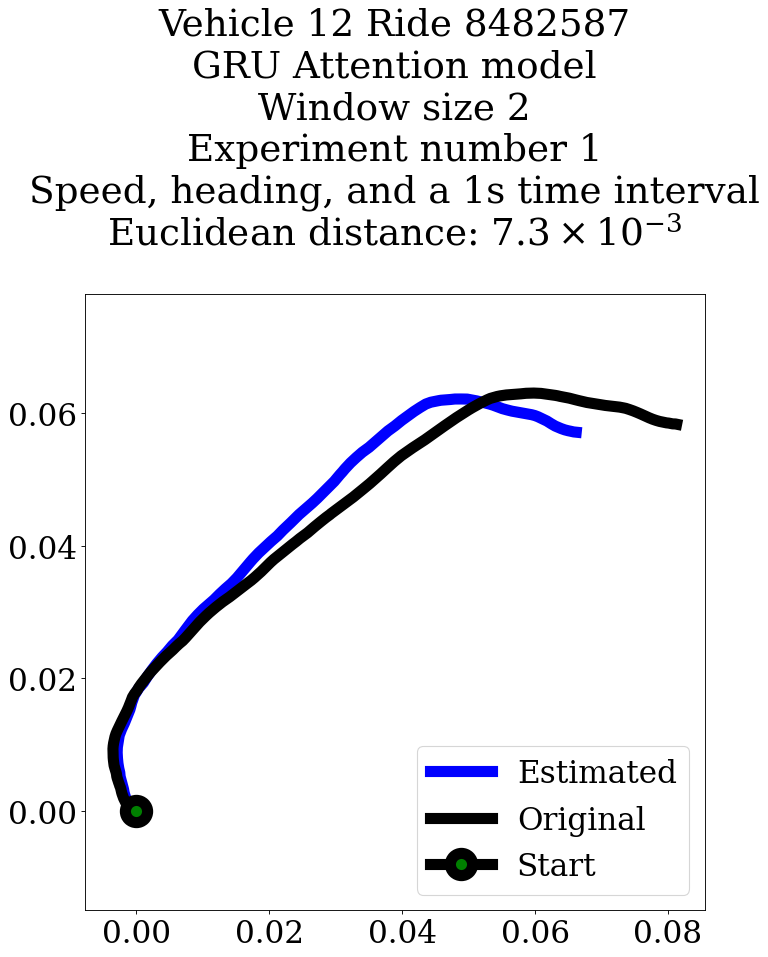 Vehicle 12 Ride 8482587
GRU Attention model
Window size 2
Experiment number 1
Speed, heading, and a 1s time interval
Euclidean distance: 7.3 × 10⁻³
0.06
0.04
0.02
0.00
Estimated
Original
Start
0.00 0.02 0.04 0.06 0.08